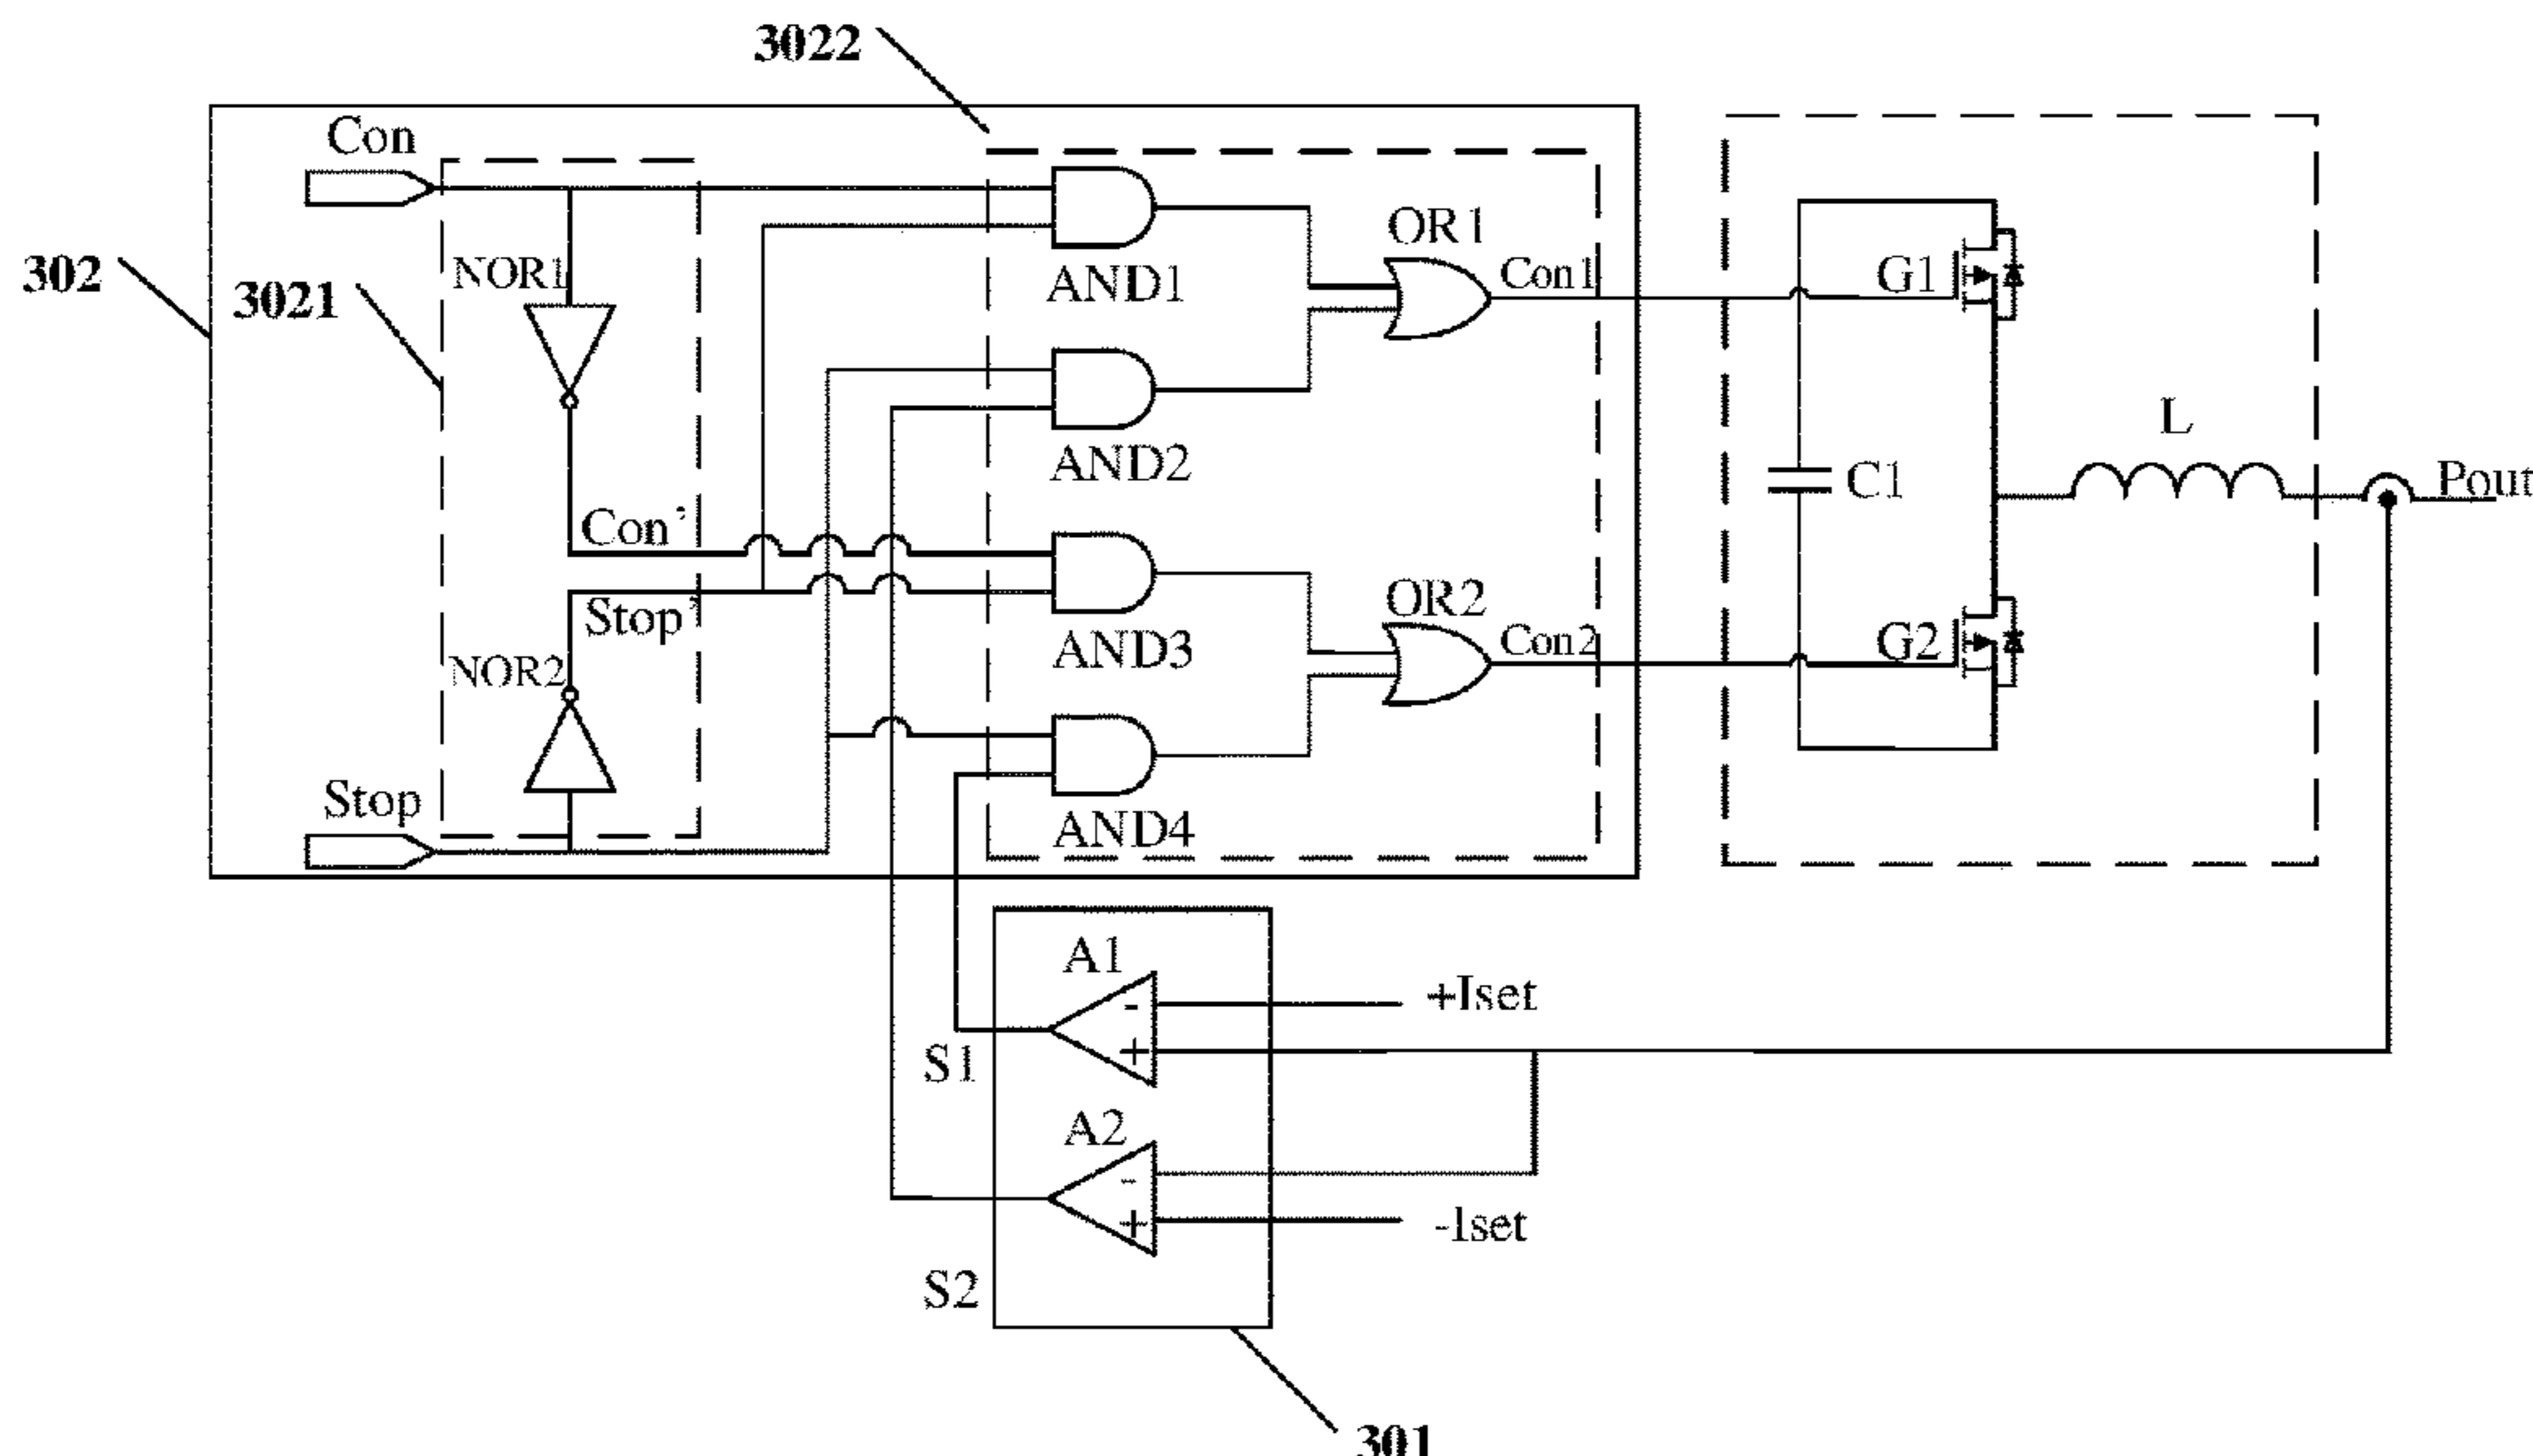 3022
Con
302
3021
NOR1
AND1
OR1
Con1
G1
AND2
L
C1
Pout
Con'
Stop'
NOR2
AND3
OR2
Con2
G2
Stop
AND4
A1
-
+
+Iset
S1
A2
-
+
-Iset
S2
301